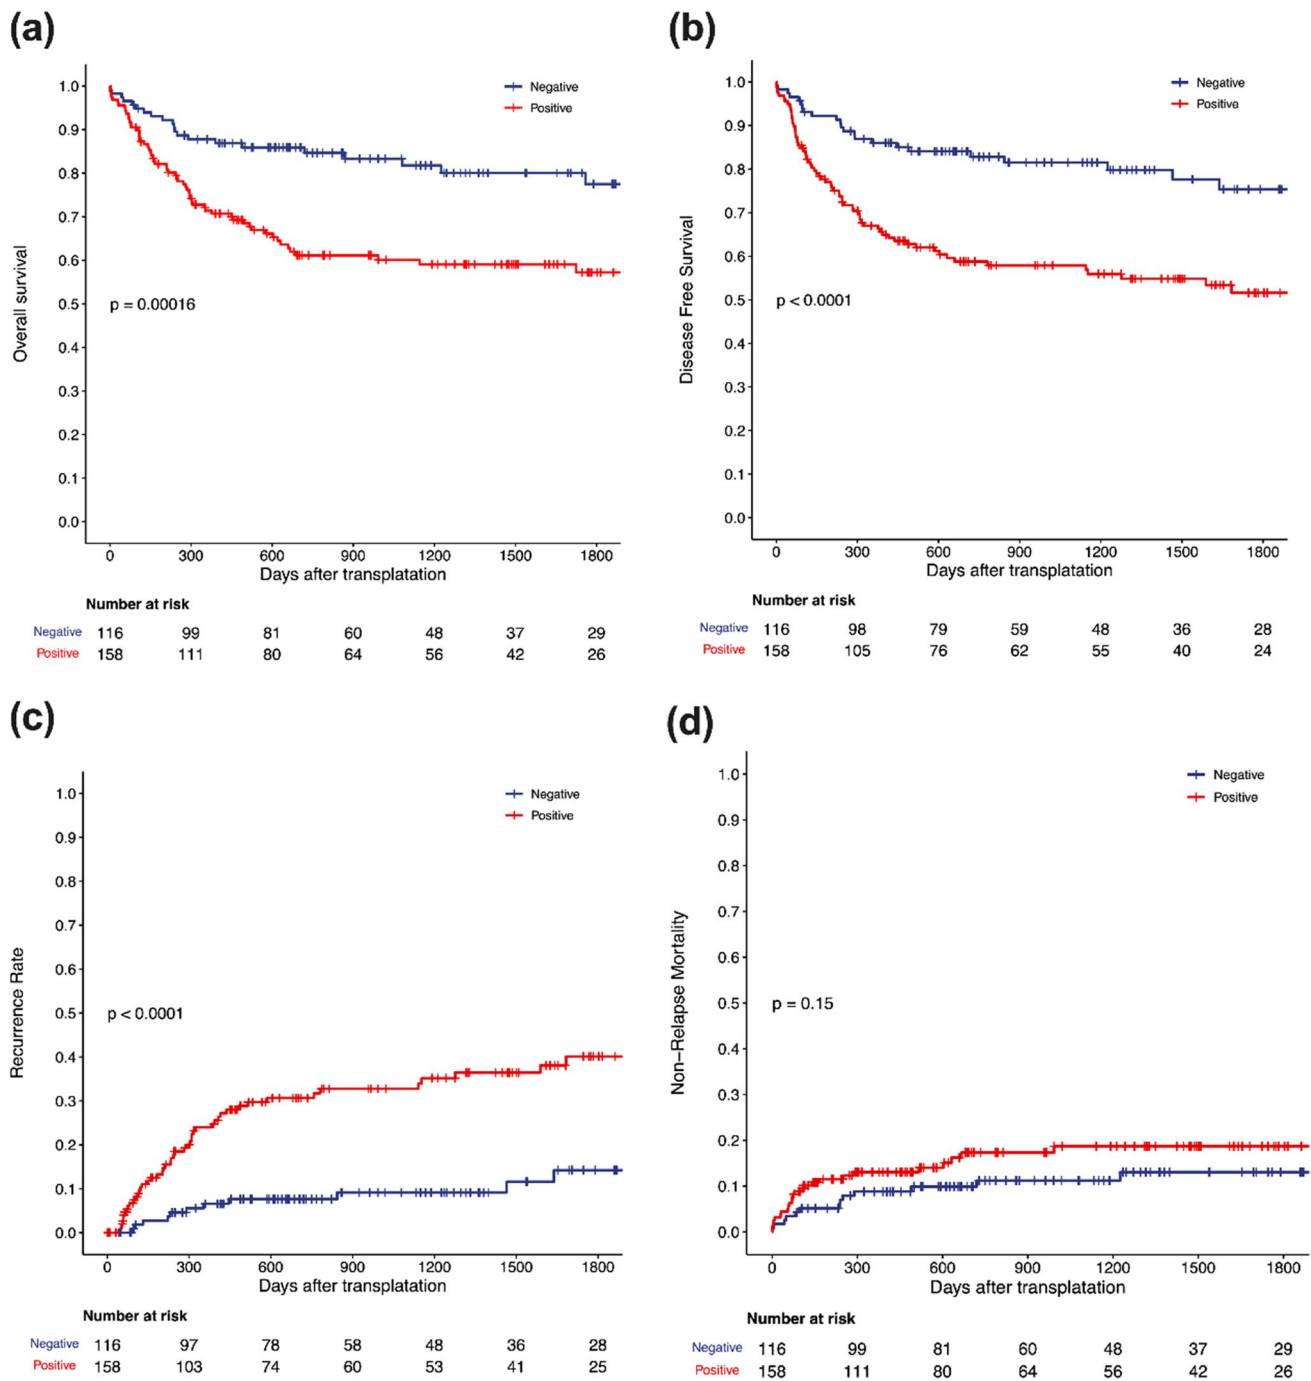 (a)
Negative
Positive
1.0
0.9
0.8
0.7
0.6
0.5
0.4
0.3
0.2
0.1
0.0
Overall survival
p = 0.00016
0 300 600 900 1200 1500 1800
Days after transplatation
Number at risk
Negative 116 99 81 60 48 37 29
Positive 158 111 80 64 56 42 26
(b)
Negative
Positive
1.0
0.9
0.8
0.7
0.6
0.5
0.4
0.3
0.2
0.1
0.0
Disease Free Survival
p < 0.0001
0 300 600 900 1200 1500 1800
Days after transplatation
Number at risk
Negative 116 98 79 59 48 36 28
Positive 158 105 76 62 55 40 24
(c)
Negative
Positive
1.0
0.9
0.8
0.7
0.6
0.5
0.4
0.3
0.2
0.1
0.0
Recurrence Rate
p < 0.0001
0 300 600 900 1200 1500 1800
Days after transplatation
Number at risk
Negative 116 97 78 58 48 36 28
Positive 158 103 74 60 53 41 25
(d)
Negative
Positive
1.0
0.9
0.8
0.7
0.6
0.5
0.4
0.3
0.2
0.1
0.0
Non−Relapse Mortality
p = 0.15
0 300 600 900 1200 1500 1800
Days after transplatation
Number at risk
Negative 116 99 81 60 48 37 29
Positive 158 111 80 64 56 42 26